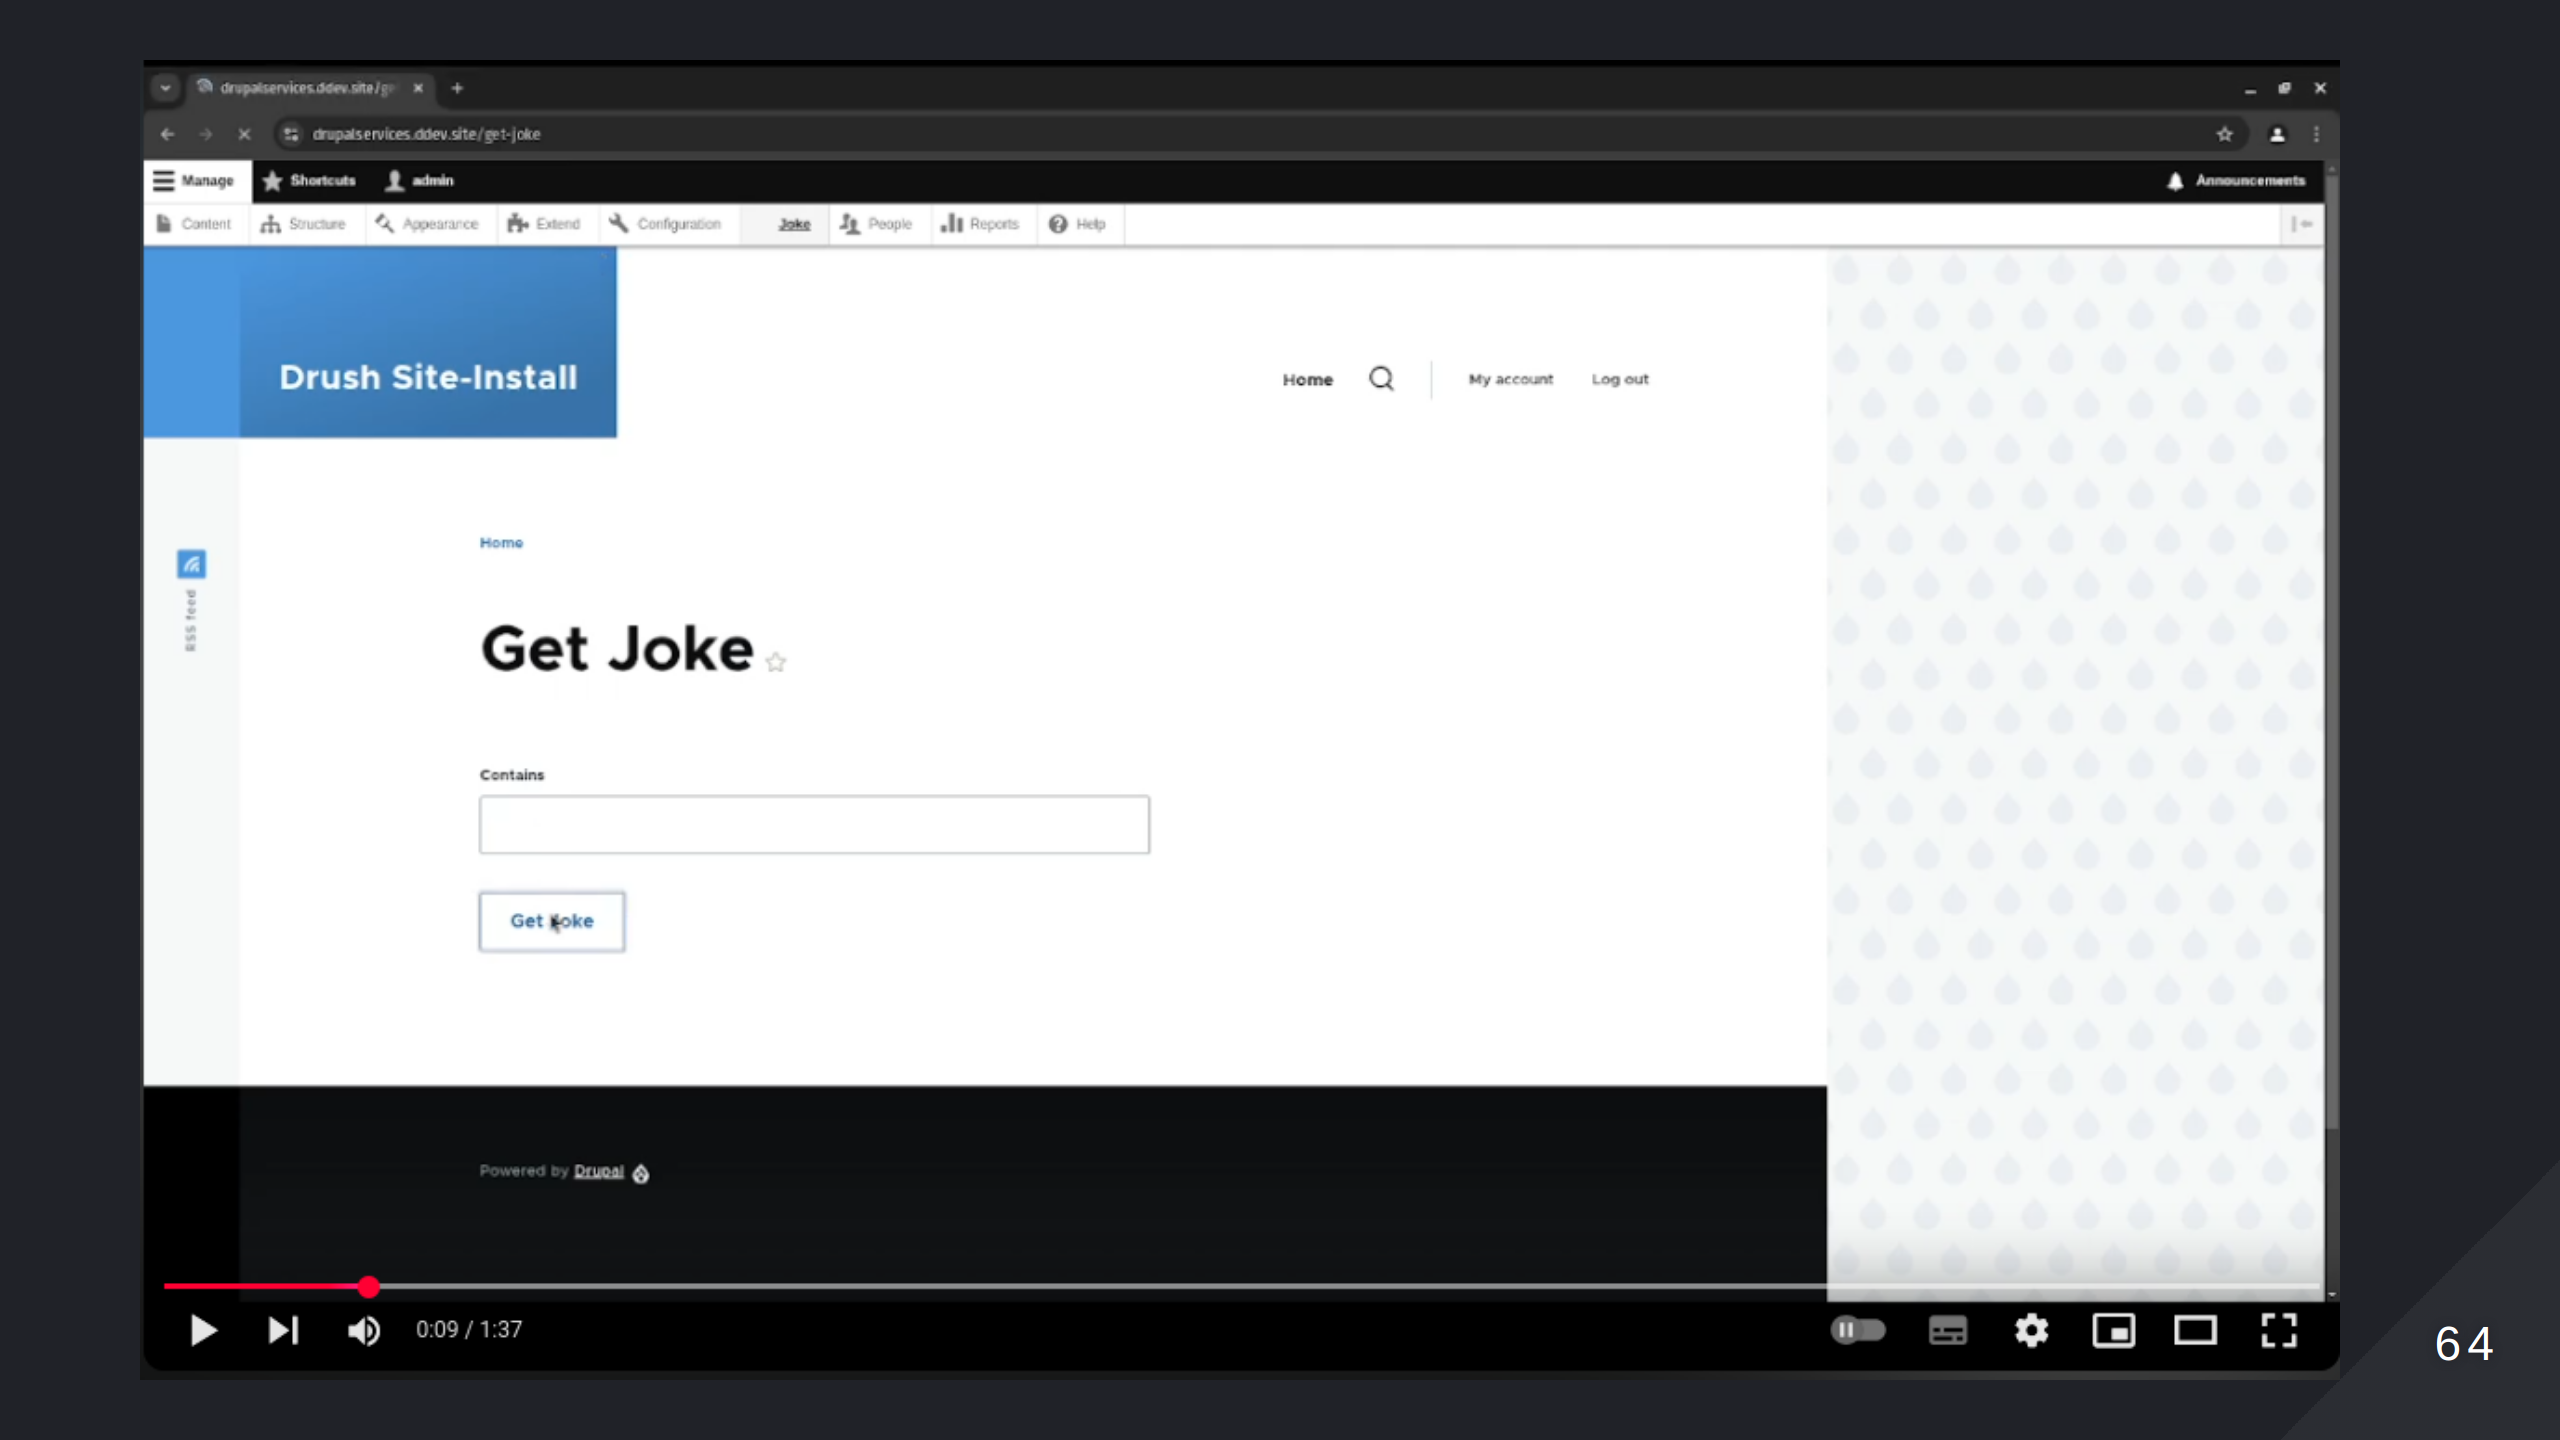 drupalservices.ddev.site/ge
drupalservices.ddev.site/get-joke
Manage Shortcuts admin Announcements
Content Structure Appearance Extend Configuration Joke People Reports Help
Drush Site-Install
Home My account Log out
Home
RSS feed
Get Joke
Contains
Get Joke
Powered by Drupal
0:09 / 1:37
64